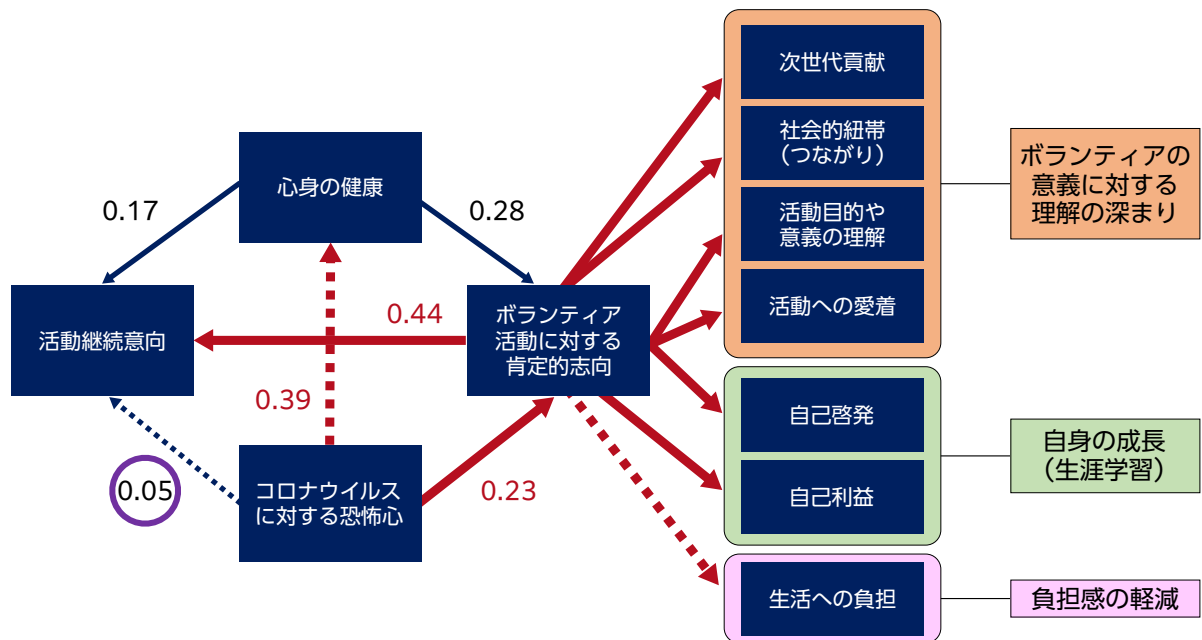 心身の健康
0.17
0.28
活動継続意向
0.44
ボランティア
活動に対する
肯定的志向
0.39
0.05
コロナウイルス
に対する恐怖心
0.23
次世代貢献
社会的紐帯
(つながり)
活動目的や
意義の理解
活動への愛着
ボランティアの
意義に対する
理解の深まり
自己啓発
自己利益
自身の成長
(生涯学習)
生活への負担
負担感の軽減